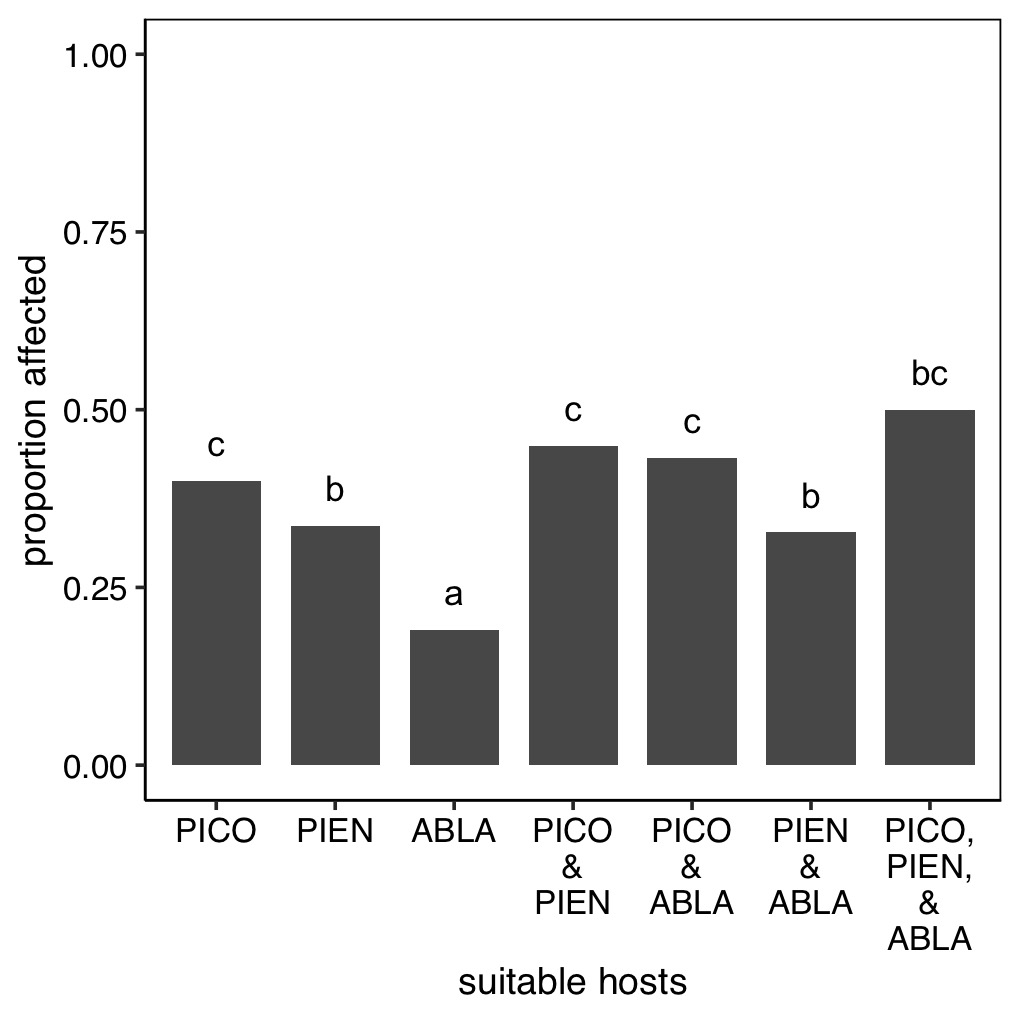 proportion affected
1.00
0.75
0.50
0.25
0.00
c
b
a
c
c
b
bc
PICO
PIEN
ABLA
PICO
&
PIEN
PICO
&
ABLA
PIEN
&
ABLA
PICO,
PIEN,
&
ABLA
suitable hosts